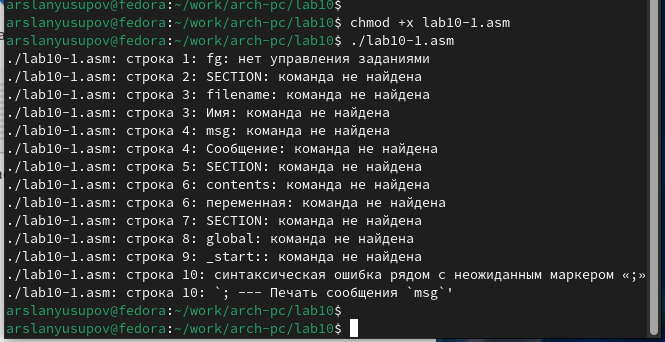 arslanyusupov@fedora:~/work/arch-pc/lab10$
arslanyusupov@fedora:~/work/arch-pc/lab10$ chmod +x lab10-1.asm
arslanyusupov@fedora:~/work/arch-pc/lab10$ ./lab10-1.asm
./lab10-1.asm: строка 1: fg: нет управления заданиями
./lab10-1.asm: строка 2: SECTION: команда не найдена
./lab10-1.asm: строка 3: filename: команда не найдена
./lab10-1.asm: строка 3: Имя: команда не найдена
./lab10-1.asm: строка 4: msg: команда не найдена
./lab10-1.asm: строка 4: Сообщение: команда не найдена
./lab10-1.asm: строка 5: SECTION: команда не найдена
./lab10-1.asm: строка 6: contents: команда не найдена
./lab10-1.asm: строка 6: переменная: команда не найдена
./lab10-1.asm: строка 7: SECTION: команда не найдена
./lab10-1.asm: строка 8: global: команда не найдена
./lab10-1.asm: строка 9: _start:: команда не найдена
./lab10-1.asm: строка 10: синтаксическая ошибка рядом с неожиданным маркером «;»
./lab10-1.asm: строка 10: `; --- Печать сообщения `msg`'
arslanyusupov@fedora:~/work/arch-pc/lab10$
arslanyusupov@fedora:~/work/arch-pc/lab10$